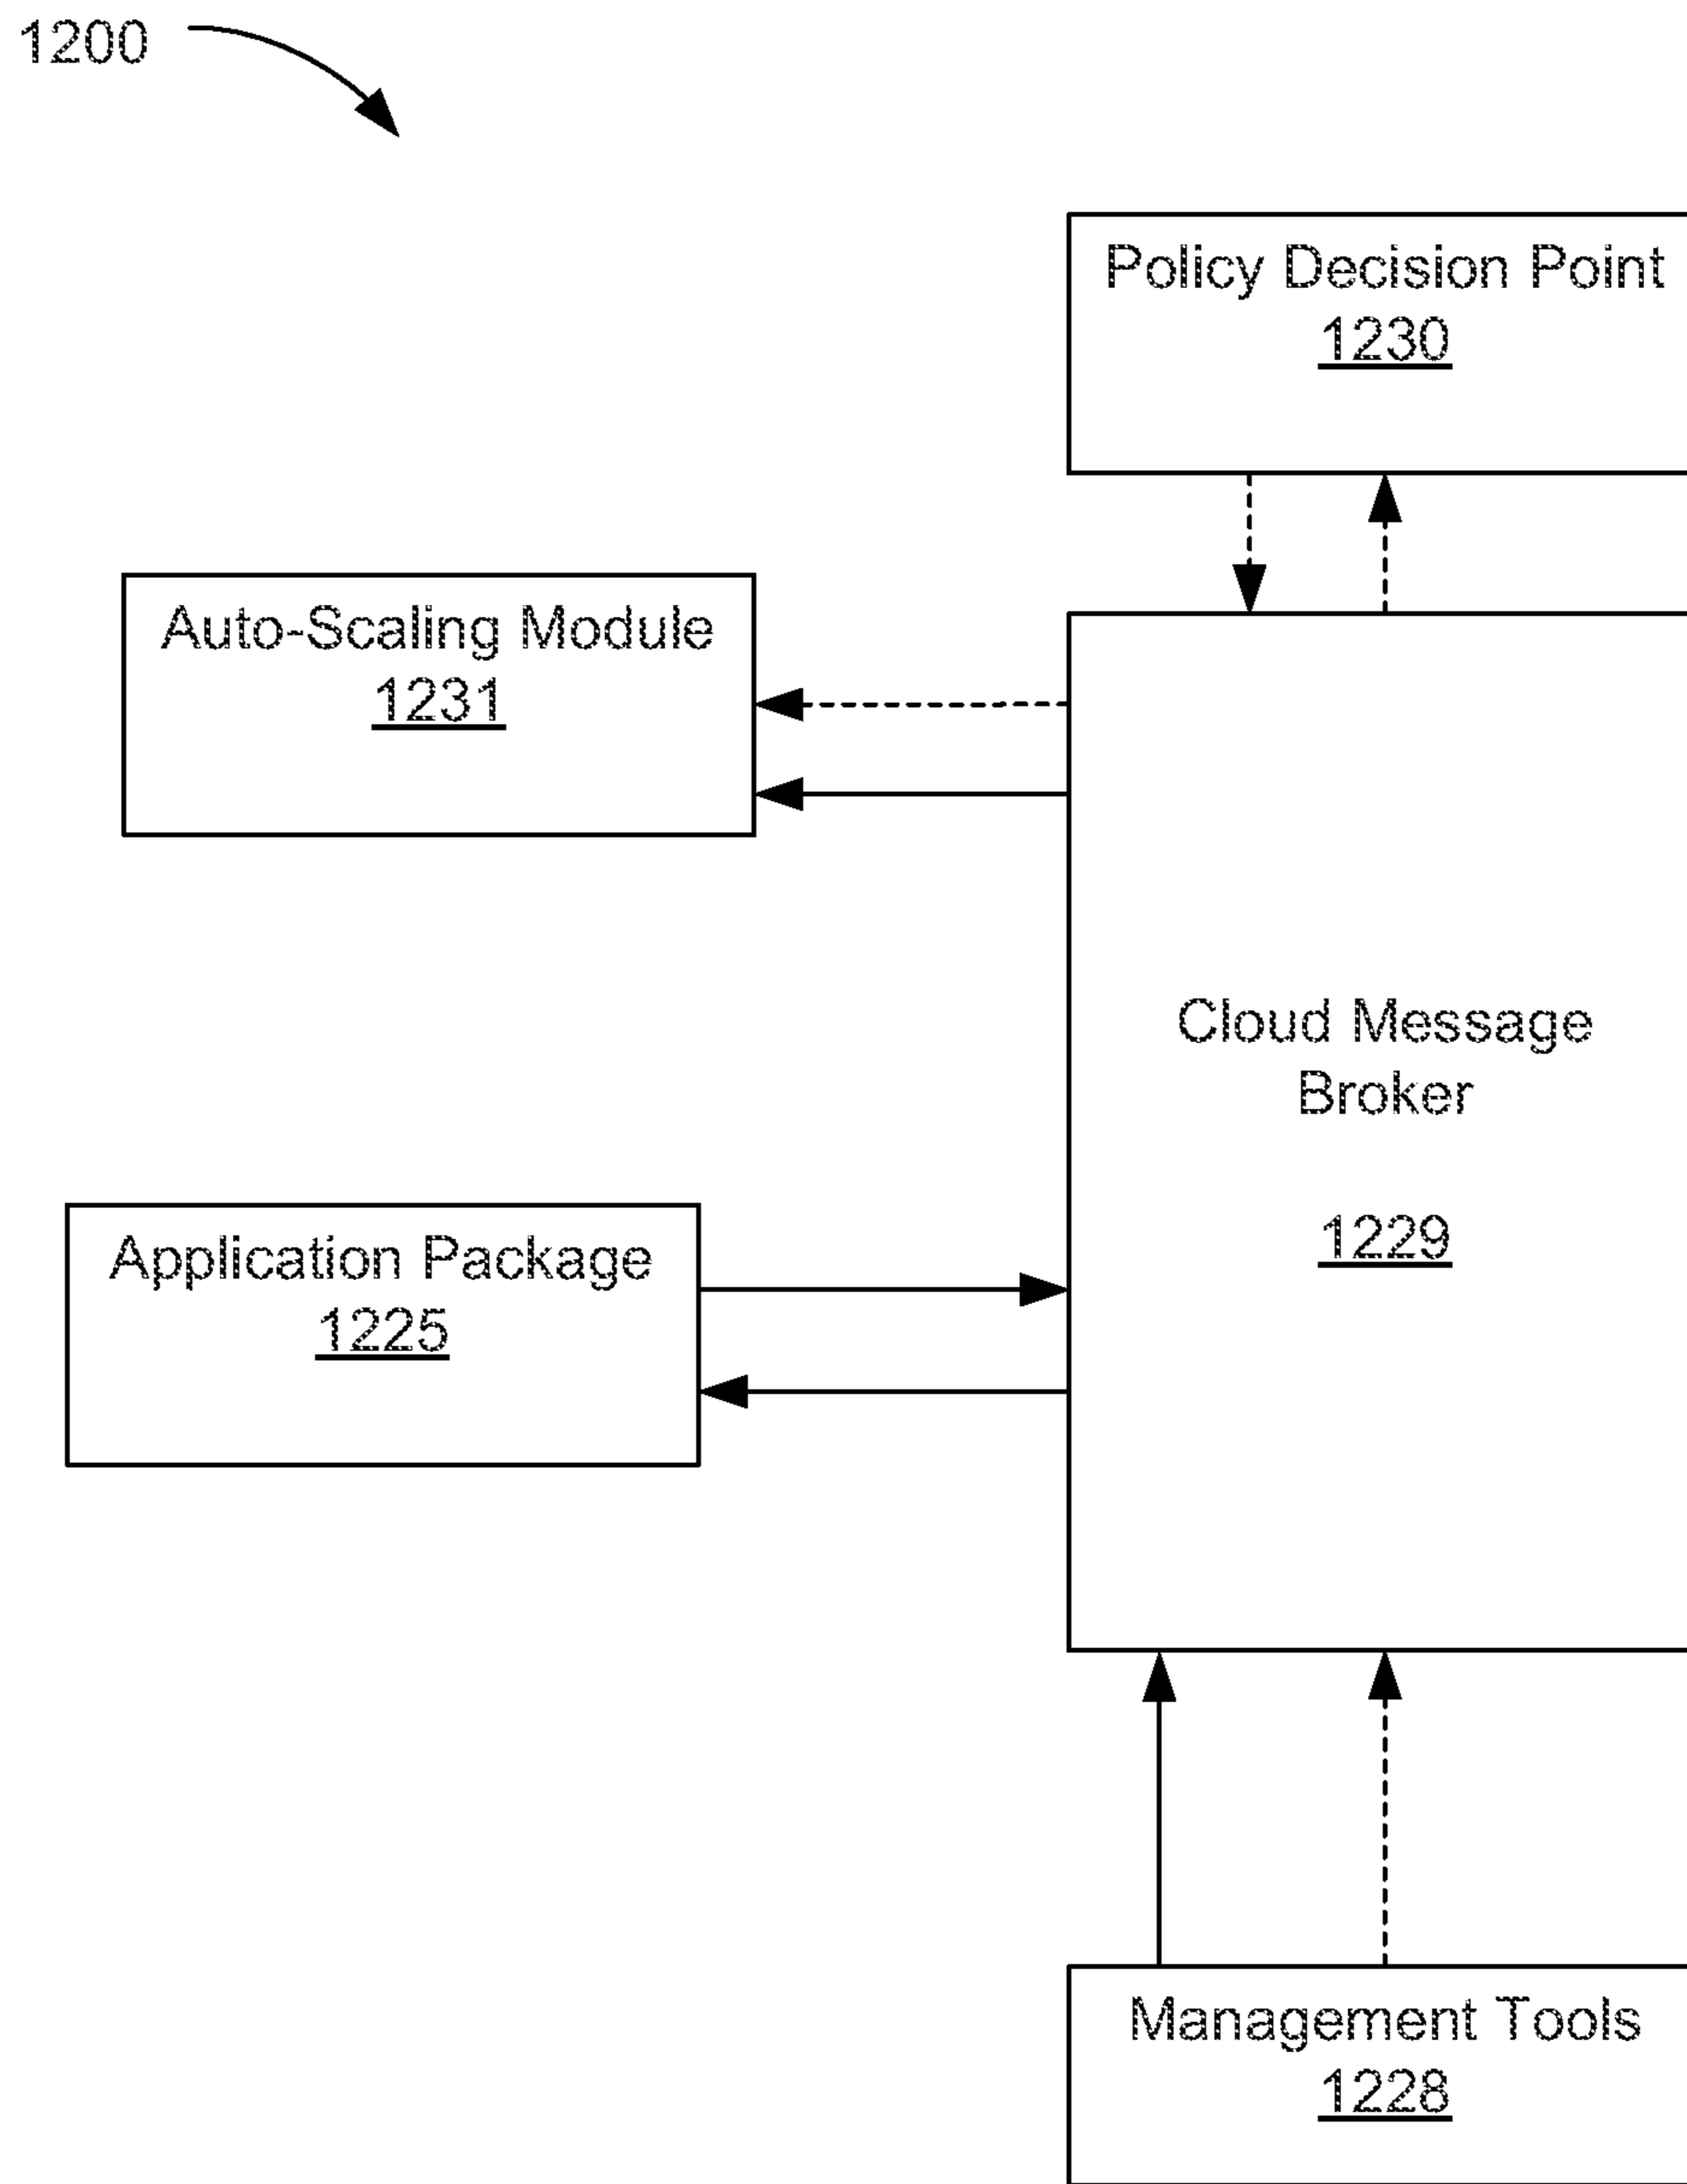 1200
Policy Decision Point
1230
Auto-Scaling Module
1231
Cloud Message
Broker
1229
Application Package
1225
Management Tools
1228